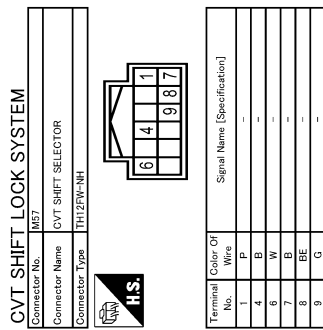 CVT SHIFT LOCK SYSTEM
Connector No. M57
Connector Name CVT SHIFT SELECTOR
Connector Type TH12FW-NH
H.S.
6 4 1
9 8 7
Terminal No. Color Of Wire Signal Name [Specification]
1 P -
4 B -
6 W -
7 B -
8 BE -
9 G -